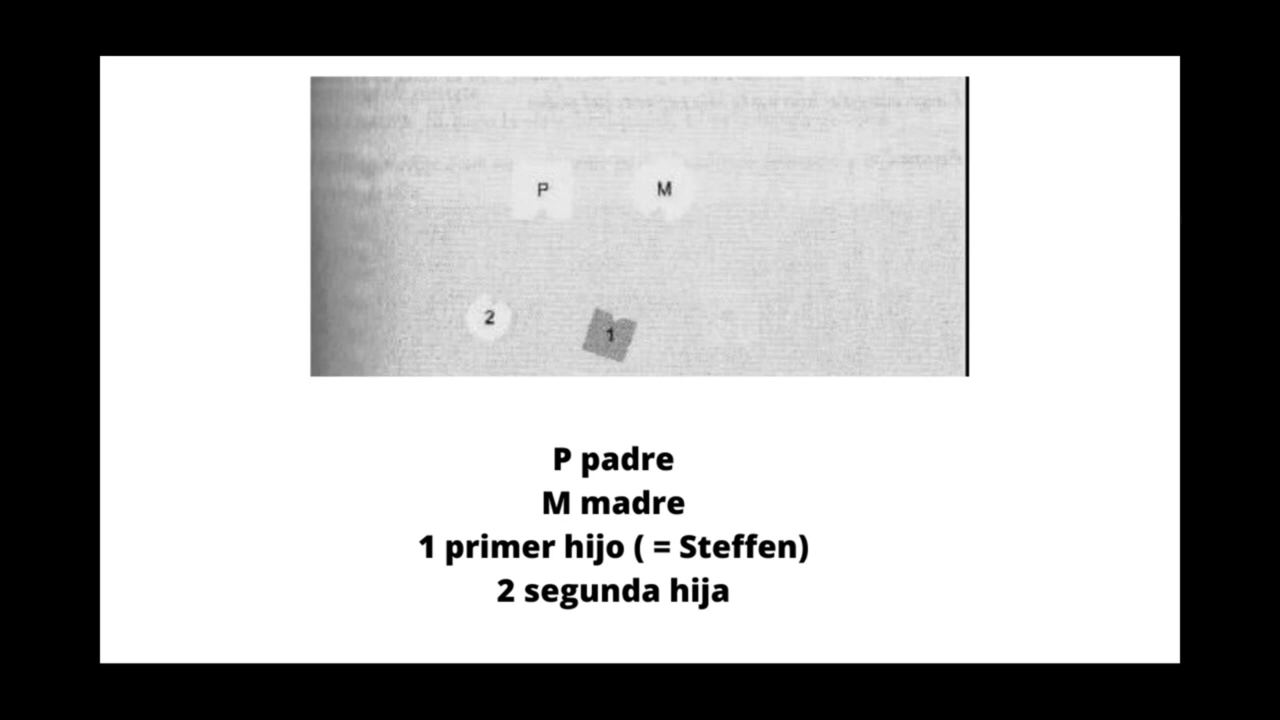 P M
2 1
P padre
M madre
1 primer hijo ( = Steffen)
2 segunda hija